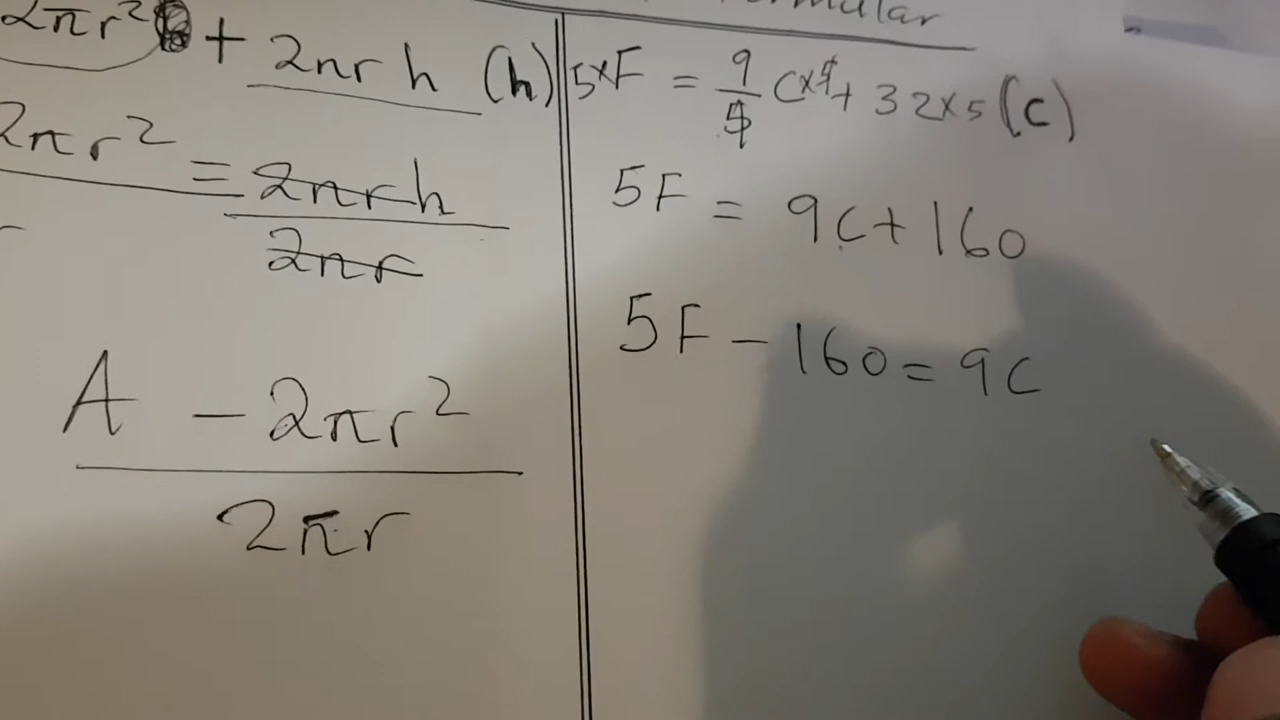 2πr² + 2πrh (h)
2πr² = 2πrh
2πr
A - 2πr²
2πr
5×F = 9/5 C×5 + 32×5 (C)
5F = 9C + 160
5F - 160 = 9C